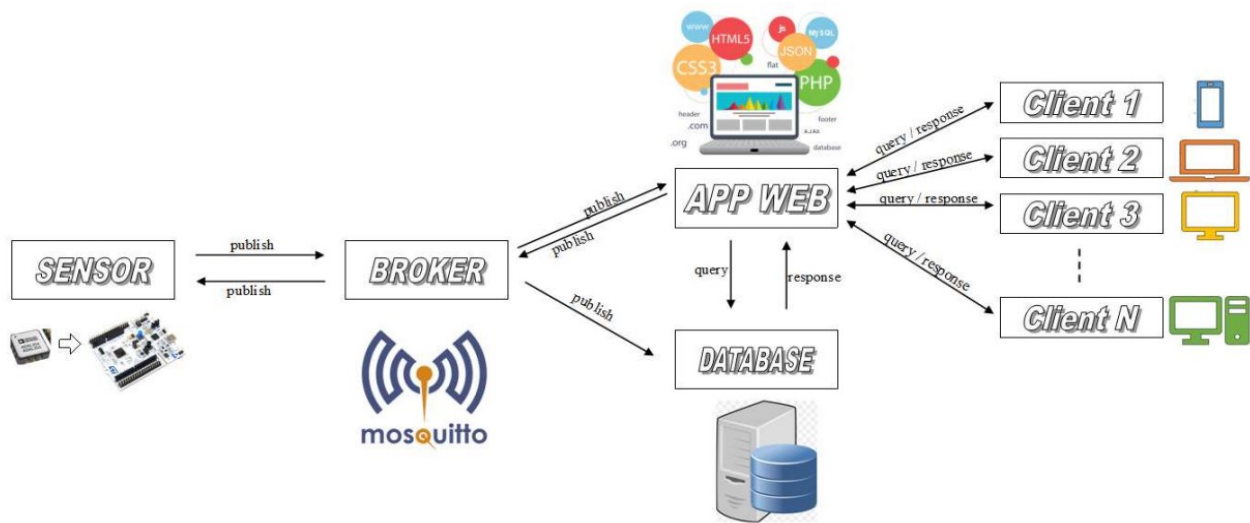 www
HTML5
js
MySQL
CSS3
flat
JSON
PHP
header
.com
.org
footer
AJAX
database
APP WEB
Client 1
Client 2
Client 3
Client N
query / response
query / response
query / response
query / response
publish
publish
SENSOR
publish
publish
BROKER
query
response
publish
DATABASE
mosquitto